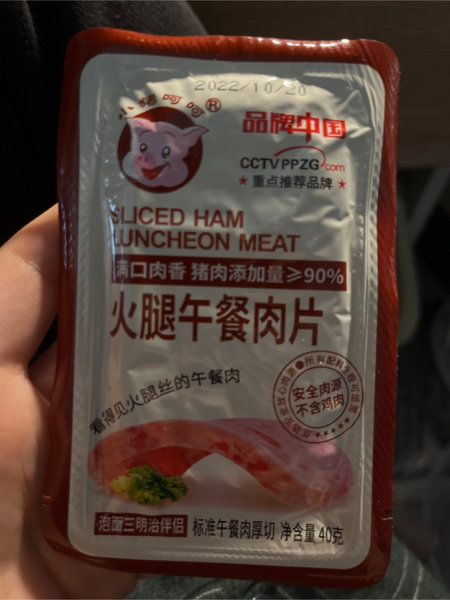 2022/10/20
小猪呵呵®
品牌中国
CCTVPPZG.com
★重点推荐品牌★
SLICED HAM
LUNCHEON MEAT
满口肉香 猪肉添加量≥90%
火腿午餐肉片
看得见火腿丝的午餐肉
安全肉源
不含鸡肉
泡面三明治伴侣
标准午餐肉厚切 净含量40克